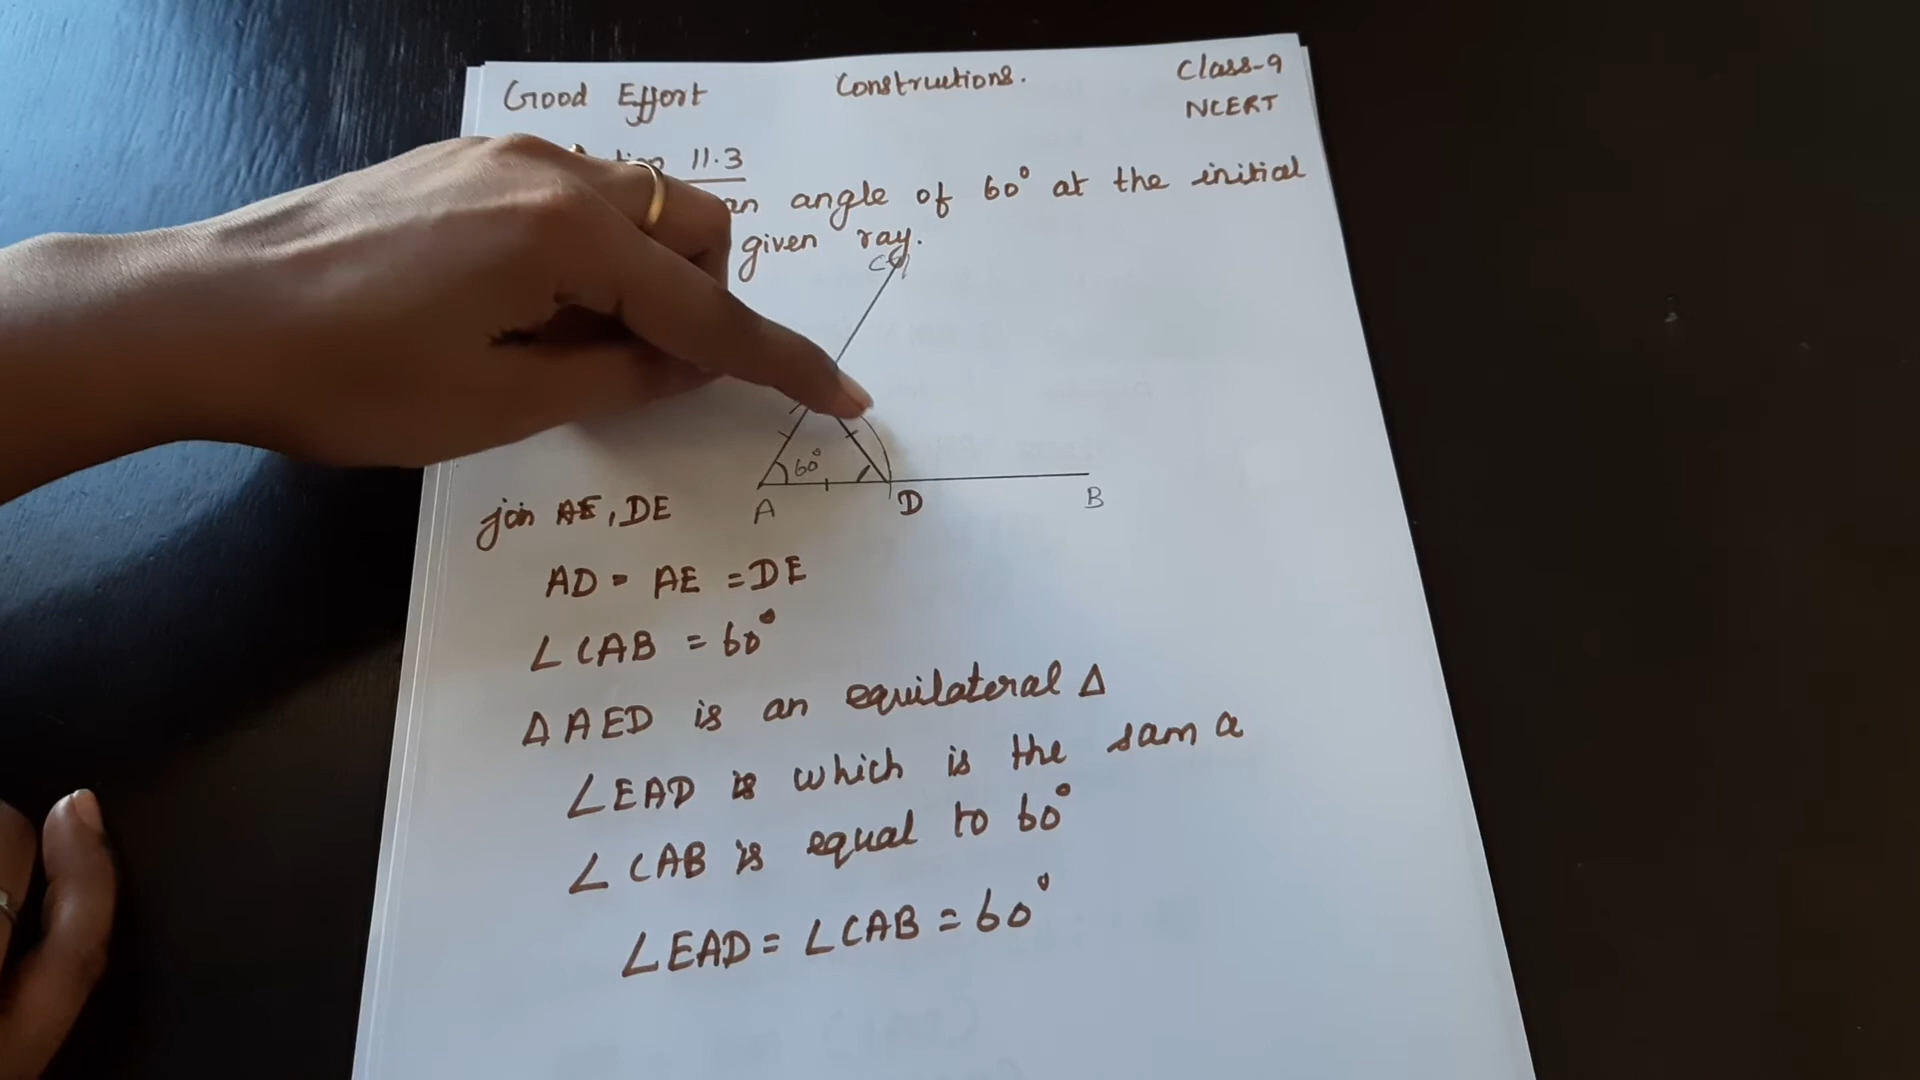 Good Effort Constructions. Class-9
NCERT
11.3
an angle of 60° at the initial
given ray.
60°
A D B
join AE, DE
AD = AE = DE
∠CAB = 60°
Δ AED is an equilateral Δ
∠EAD is which is the sam a
∠CAB is equal to 60°
∠EAD = ∠CAB = 60°